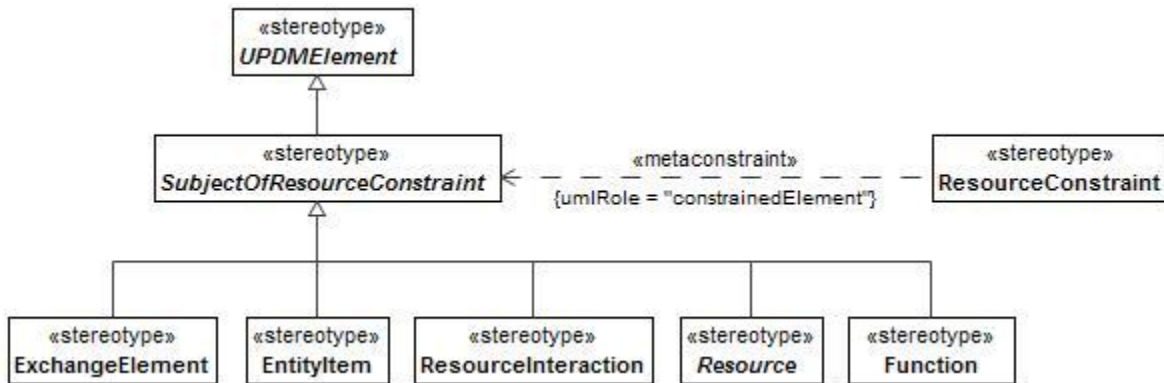 «stereotype»
UPDMElement
«stereotype»
SubjectOfResourceConstraint
«metaconstraint»
{umlRole = "constrainedElement"}
«stereotype»
ResourceConstraint
«stereotype»
ExchangeElement
«stereotype»
EntityItem
«stereotype»
ResourceInteraction
«stereotype»
Resource
«stereotype»
Function